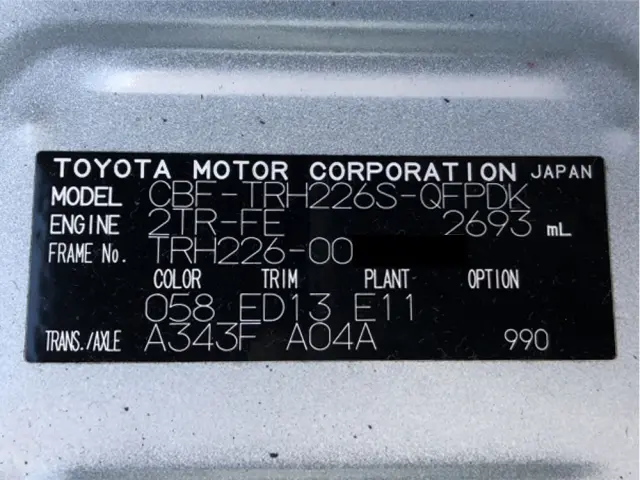 TOYOTA MOTOR CORPORATION JAPAN
MODEL CBF-TRH226S-QFPDK
ENGINE 2TR-FE 2693 mL
FRAME No. TRH226-00
COLOR TRIM PLANT OPTION
058 ED13 E11
TRANS./AXLE A343F A04A 990